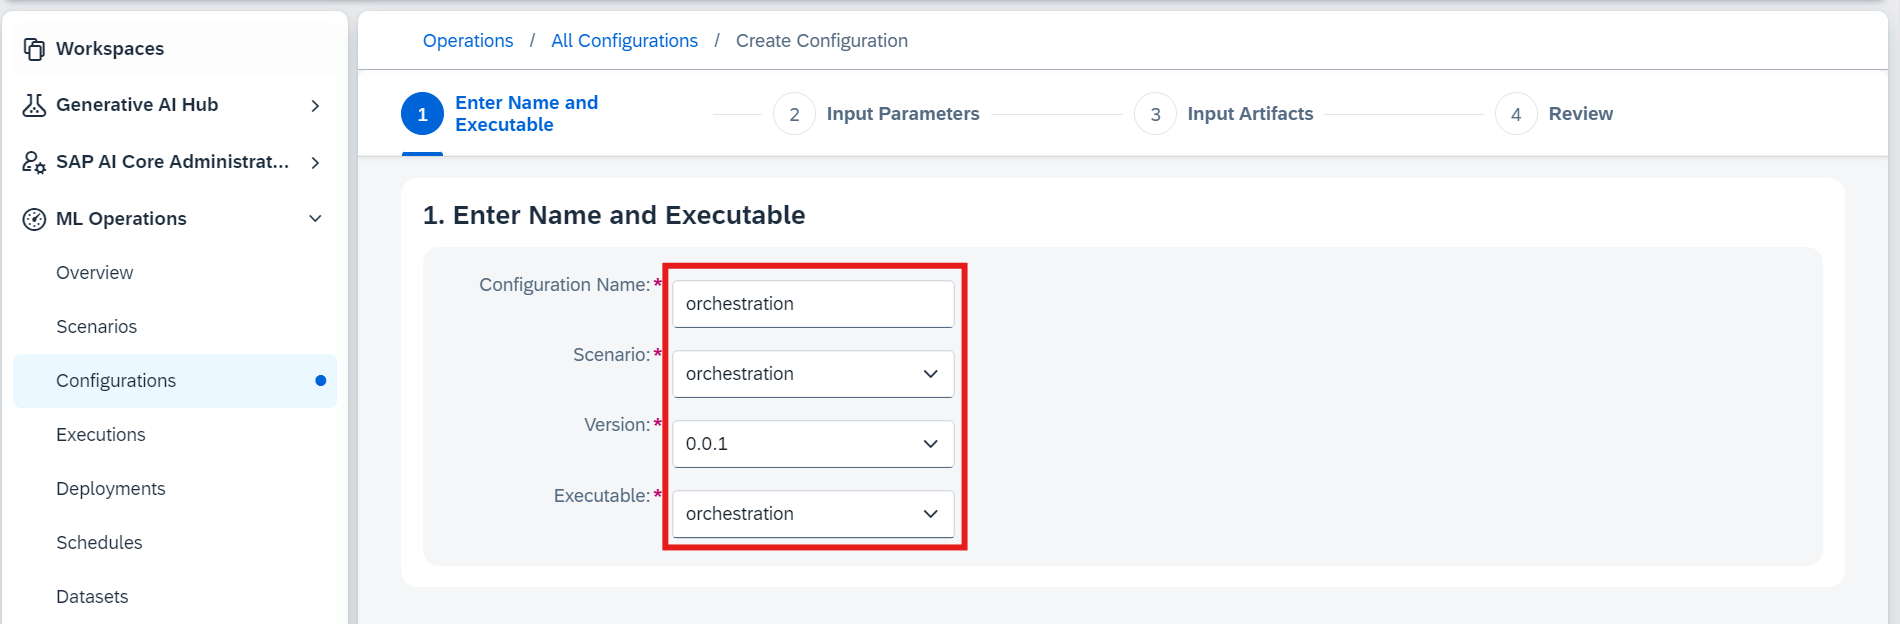 Workspaces
Generative AI Hub
SAP AI Core Administrat...
ML Operations
Overview
Scenarios
Configurations
Executions
Deployments
Schedules
Datasets
Operations / All Configurations / Create Configuration
1 Enter Name and
Executable
2 Input Parameters
3 Input Artifacts
4 Review
1. Enter Name and Executable
Configuration Name:*
orchestration
Scenario:*
orchestration
Version:*
0.0.1
Executable:*
orchestration